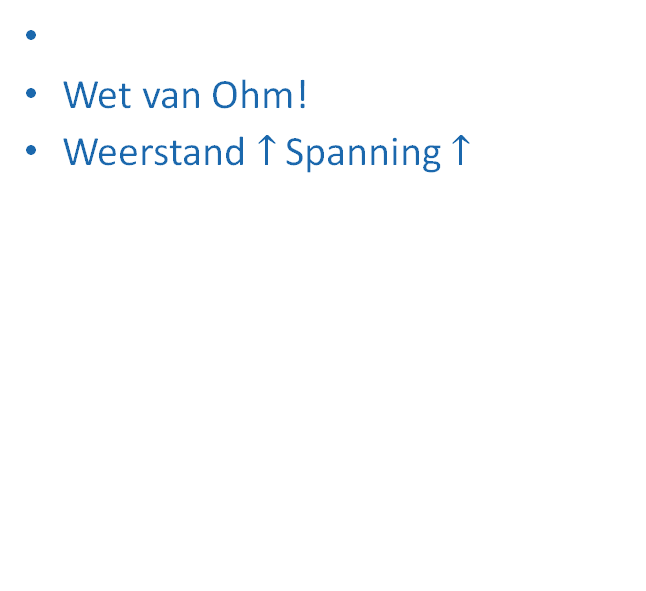 •
• Wet van Ohm!
• Weerstand ↑ Spanning ↑